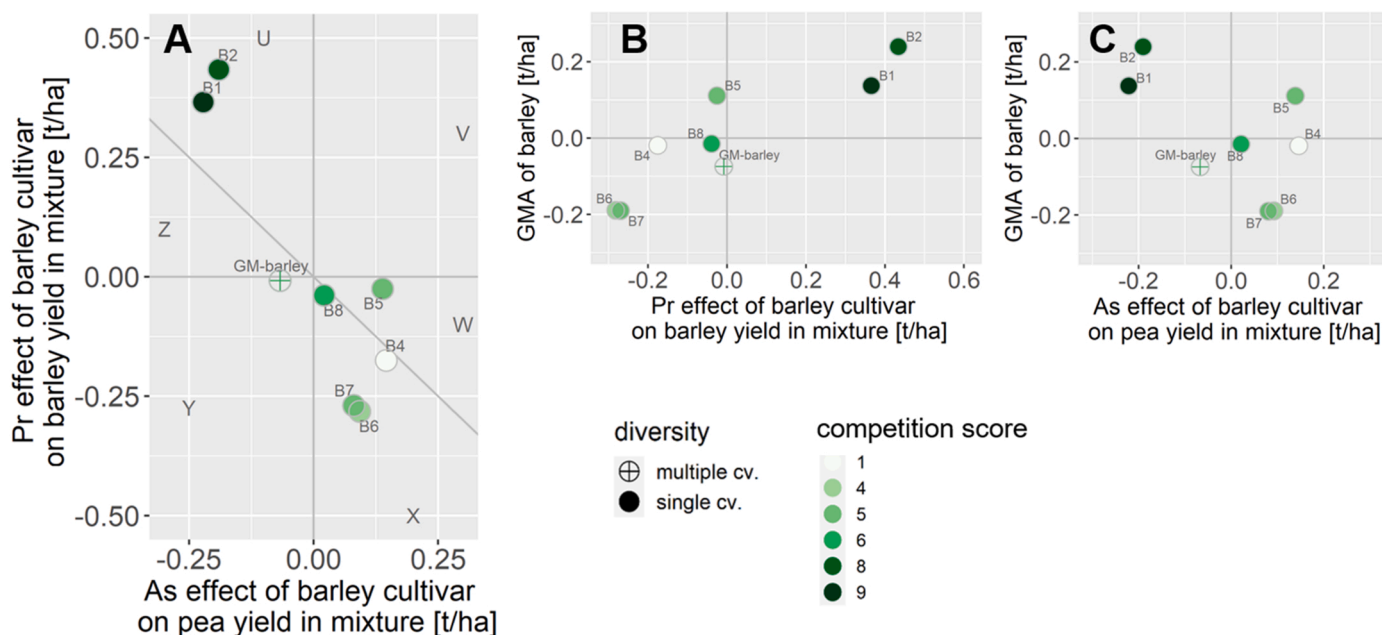 A
Pr effect of barley cultivar
on barley yield in mixture [t/ha]
0.50
0.25
0.00
-0.25
-0.50
U
B2
B1
V
Z
GM-barley
B8
B5
W
B4
Y
B7
B6
X
-0.25
0.00
0.25
As effect of barley cultivar
on pea yield in mixture [t/ha]
B
GMA of barley [t/ha]
0.2
0.0
-0.2
B2
B1
B5
B8
B4
GM-barley
B6
B7
-0.2
0.0
0.2
0.4
0.6
Pr effect of barley cultivar
on barley yield in mixture [t/ha]
C
GMA of barley [t/ha]
0.2
0.0
-0.2
B2
B1
B5
B4
GM-barley
B8
B6
B7
-0.2
0.0
0.2
As effect of barley cultivar
on pea yield in mixture [t/ha]
diversity
multiple cv.
single cv.
competition score
1
4
5
6
8
9